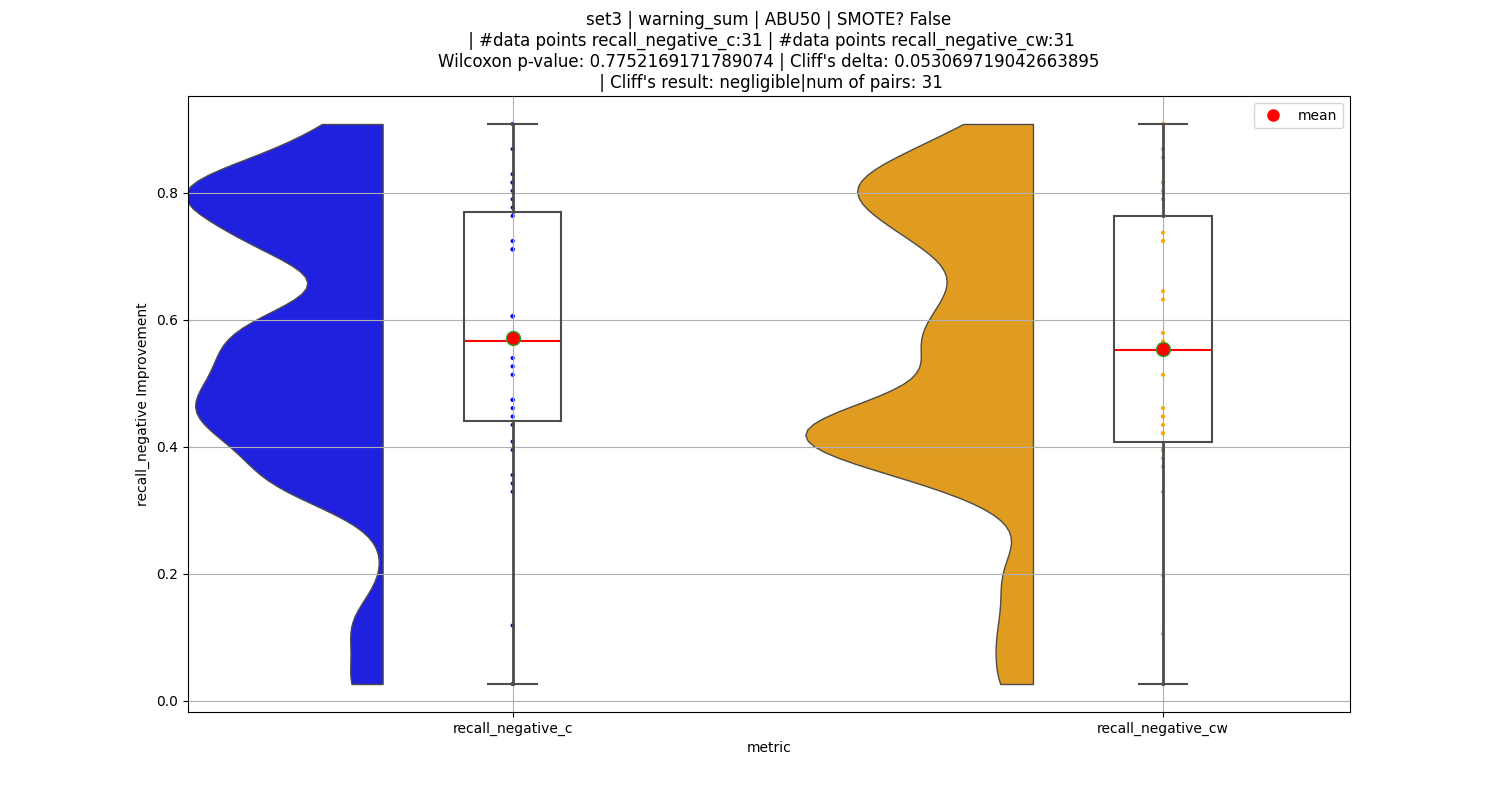 set3 | warning_sum | ABU50 | SMOTE? False
| #data points recall_negative_c:31 | #data points recall_negative_cw:31
Wilcoxon p-value: 0.7752169171789074 | Cliff's delta: 0.053069719042663895
| Cliff's result: negligible|num of pairs: 31
mean
recall_negative Improvement
0.8
0.6
0.4
0.2
0.0
recall_negative_c
recall_negative_cw
metric